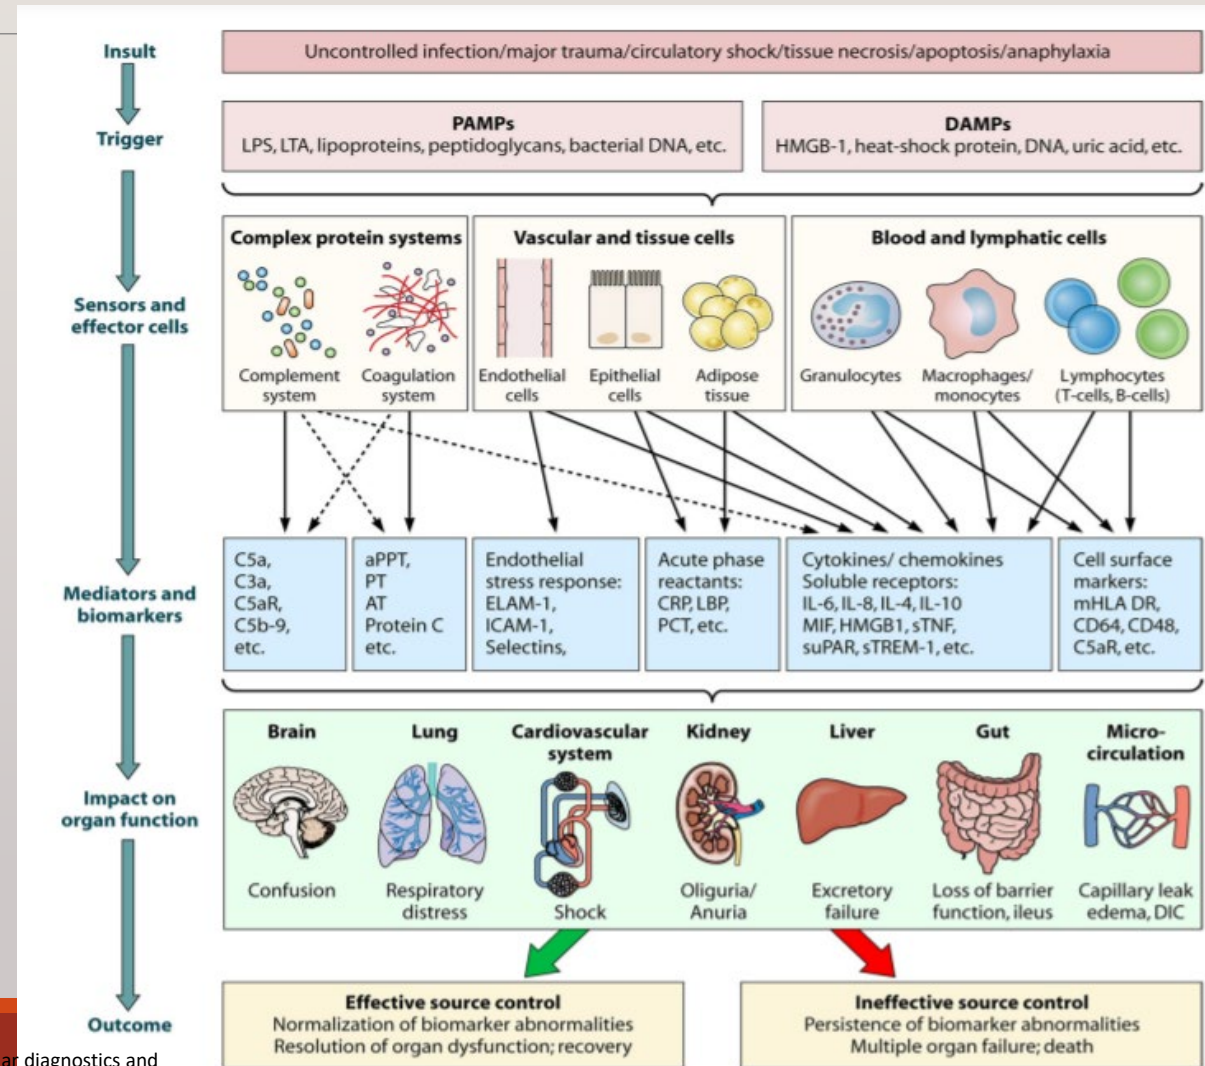 Insult
Uncontrolled infection/major trauma/circulatory shock/tissue necrosis/apoptosis/anaphylaxia
Trigger
PAMPs
LPS, LTA, lipoproteins, peptidoglycans, bacterial DNA, etc.
DAMPs
HMGB-1, heat-shock protein, DNA, uric acid, etc.
Sensors and
effector cells
Complex protein systems
Complement
system
Coagulation
system
Vascular and tissue cells
Endothelial
cells
Epithelial
cells
Adipose
tissue
Blood and lymphatic cells
Granulocytes
Macrophages/
monocytes
Lymphocytes
(T-cells, B-cells)
Mediators and
biomarkers
C5a,
C3a,
C5aR,
C5b-9,
etc.
aPPT,
PT
AT
Protein C
etc.
Endothelial
stress response:
ELAM-1,
ICAM-1,
Selectins,
Acute phase
reactants:
CRP, LBP,
PCT, etc.
Cytokines/ chemokines
Soluble receptors:
IL-6, IL-8, IL-4, IL-10
MIF, HMGB1, sTNF,
suPAR, sTREM-1, etc.
Cell surface
markers:
mHLA DR,
CD64, CD48,
C5aR, etc.
Impact on
organ function
Brain
Confusion
Lung
Respiratory
distress
Cardiovascular
system
Shock
Kidney
Oliguria/
Anuria
Liver
Excretory
failure
Gut
Loss of barrier
function, ileus
Micro-
circulation
Capillary leak
edema, DIC
Outcome
Effective source control
Normalization of biomarker abnormalities
Resolution of organ dysfunction; recovery
Ineffective source control
Persistence of biomarker abnormalities
Multiple organ failure; death
diagnostics and